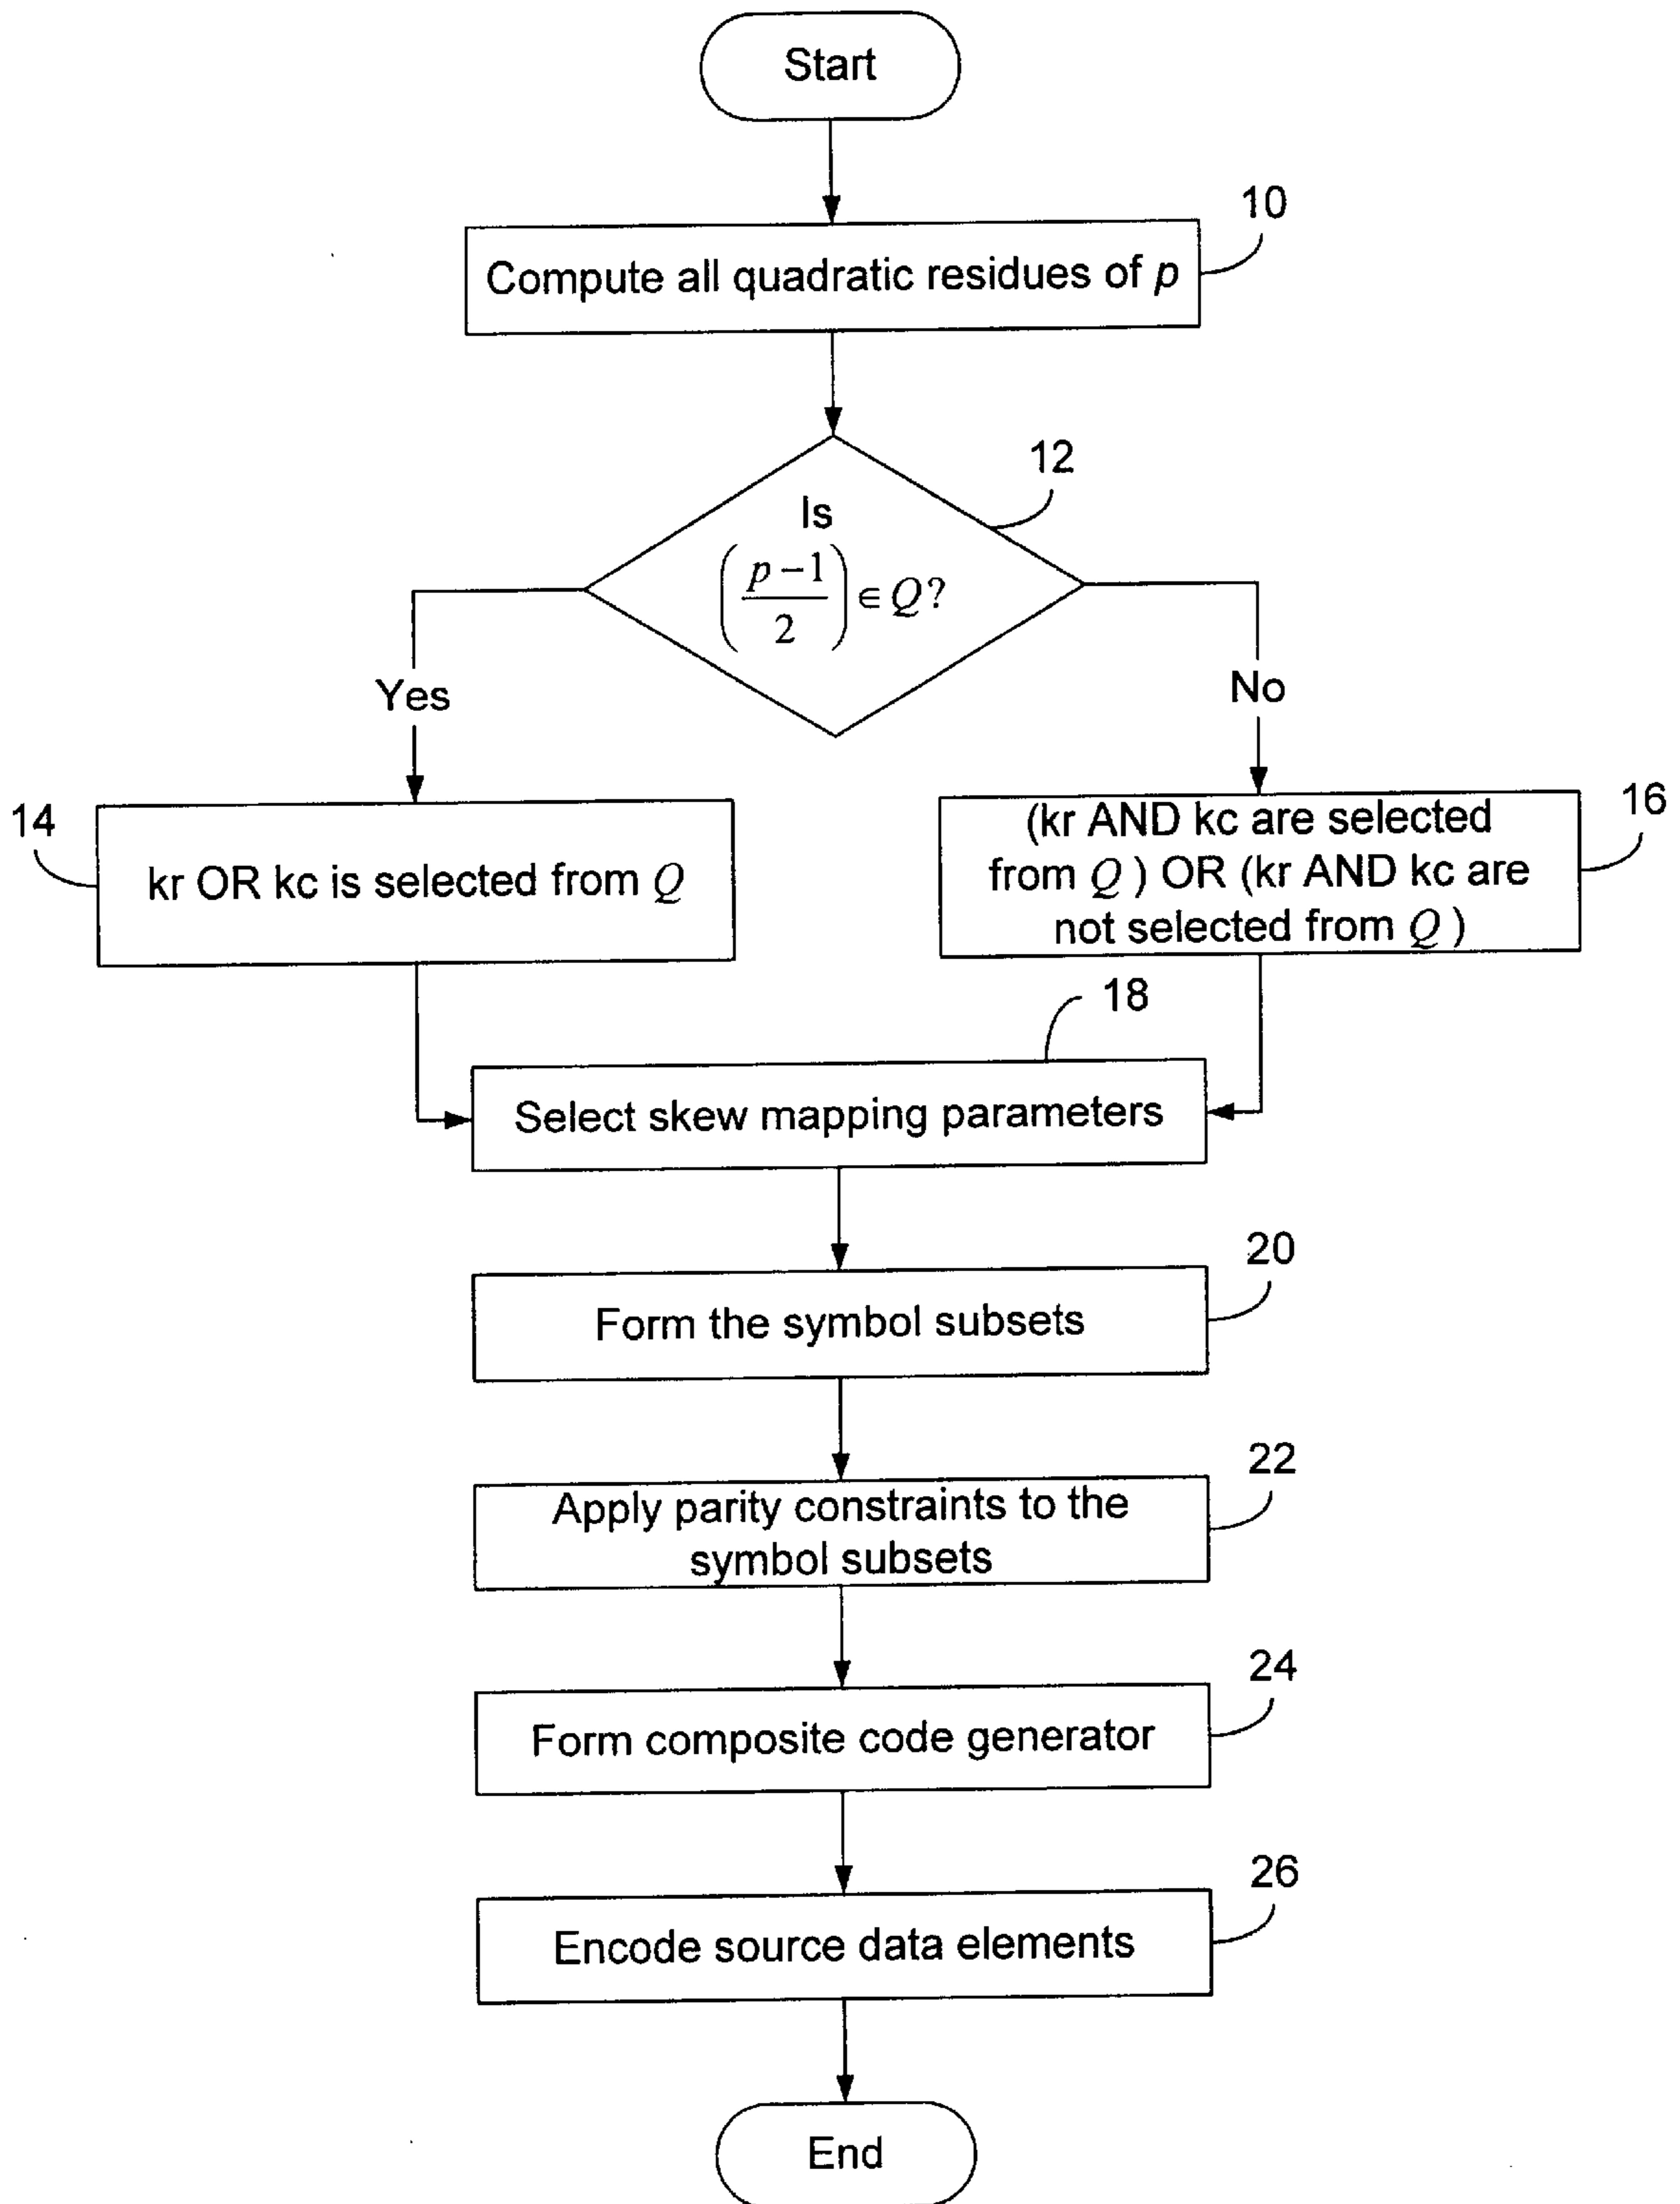 Start
10
Compute all quadratic residues of p
12
Is
(p−1
2) ∈ Q?
Yes
No
14
kr OR kc is selected from Q
16
(kr AND kc are selected
from Q ) OR (kr AND kc are
not selected from Q )
18
Select skew mapping parameters
20
Form the symbol subsets
22
Apply parity constraints to the
symbol subsets
24
Form composite code generator
26
Encode source data elements
End